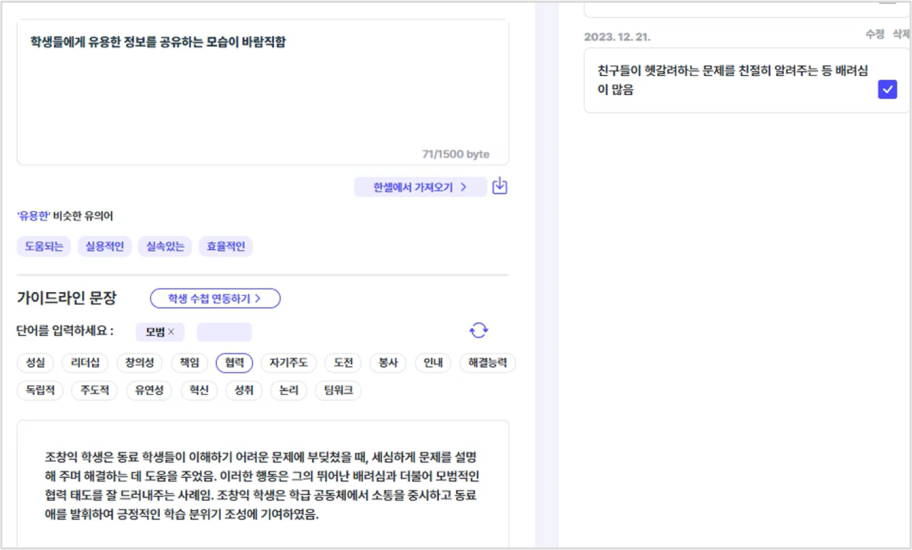 학생들에게 유용한 정보를 공유하는 모습이 바람직함
71/1500 byte
한셀에서 가져오기 >
'유용한' 비슷한 유의어
도움되는 실용적인 실속있는 효율적인
가이드라인 문장 학생 수첩 연동하기 >
단어를 입력하세요 : 모범 ×
성실 리더십 창의성 책임 협력 자기주도 도전 봉사 인내 해결능력
독립적 주도적 유연성 혁신 성취 논리 팀워크
조창익 학생은 동료 학생들이 이해하기 어려운 문제에 부딪쳤을 때, 세심하게 문제를 설명
해 주며 해결하는 데 도움을 주었음. 이러한 행동은 그의 뛰어난 배려심과 더불어 모범적인
협력 태도를 잘 드러내주는 사례임. 조창익 학생은 학급 공동체에서 소통을 중시하고 동료
애를 발휘하여 긍정적인 학습 분위기 조성에 기여하였음.
2023. 12. 21. 수정 삭제
친구들이 헷갈려하는 문제를 친절히 알려주는 등 배려심
이 많음